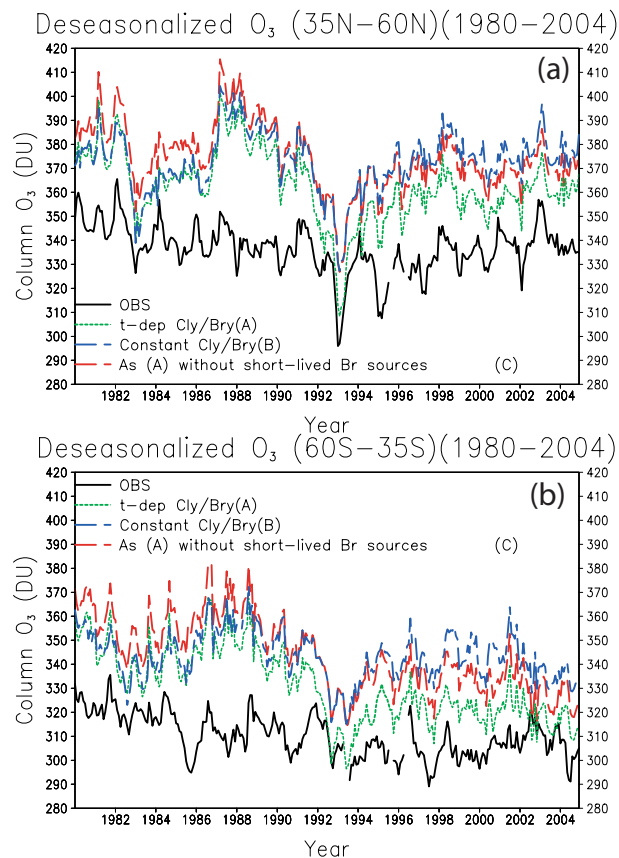 Deseasonalized O₃ (35N−60N)(1980−2004)
(a)
420 420
410 410
400 400
390 390
380 380
370 370
360 360
350 350
340 340
330 330
320 320
310 310
300 300
290 290
280 280
Column O₃ (DU)
OBS
t−dep Cly/Bry(A)
Constant Cly/Bry(B)
As (A) without short−lived Br sources (C)
1982 1984 1986 1988 1990 1992 1994 1996 1998 2000 2002 2004
Year
Deseasonalized O₃ (60S−35S)(1980−2004)
(b)
420 420
410 410
400 400
390 390
380 380
370 370
360 360
350 350
340 340
330 330
320 320
310 310
300 300
290 290
280 280
Column O₃ (DU)
OBS
t−dep Cly/Bry(A)
Constant Cly/Bry(B)
As (A) without short−lived Br sources (C)
1982 1984 1986 1988 1990 1992 1994 1996 1998 2000 2002 2004
Year